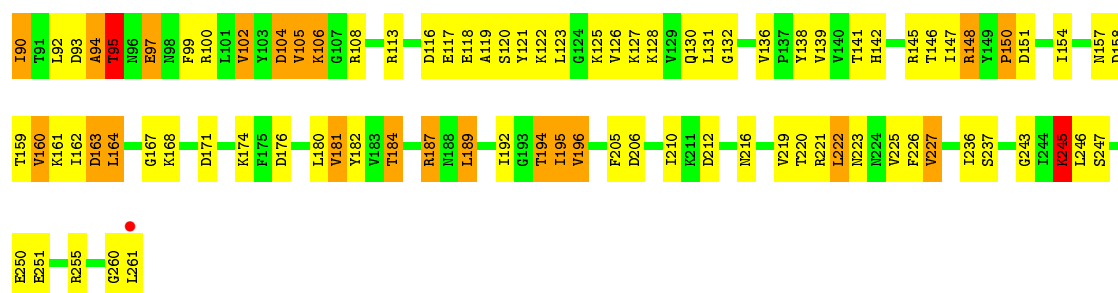 I90 T91 L92 D93 A94 T95 N96 E97 N98 F99 R100 L101 V102 Y103 D104 V105 K106 G107 R108 R113 D116 E117 E118 A119 S120 Y121 K122 L123 G124 K125 V126 K127 K128 V129 Q130 L131 G132 V136 P137 Y138 V139 V140 T141 H142 R145 T146 I147 R148 Y149 P150 D151 I154 N157 D158
T159 V160 K161 I162 D163 L164 G167 K168 D171 K174 F175 D176 L180 V181 Y182 V183 T184 R187 N188 L189 I192 G193 T194 I195 V196 F205 D206 I210 K211 D212 N216 V219 T220 R221 L222 N223 N224 V225 F226 V227 I236 S237 G243 I244 K245 L246 S247
E250 E251 R255 G260 L261